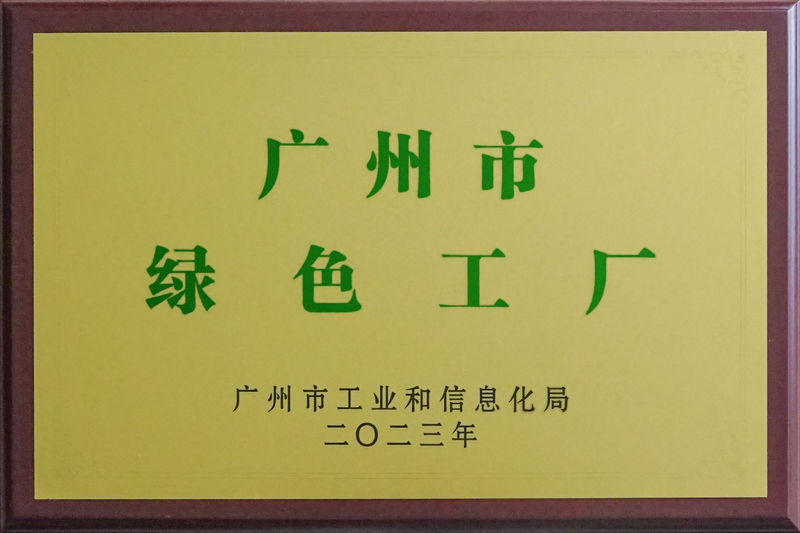 广州市
绿色工厂
广州市工业和信息化局
二〇二三年